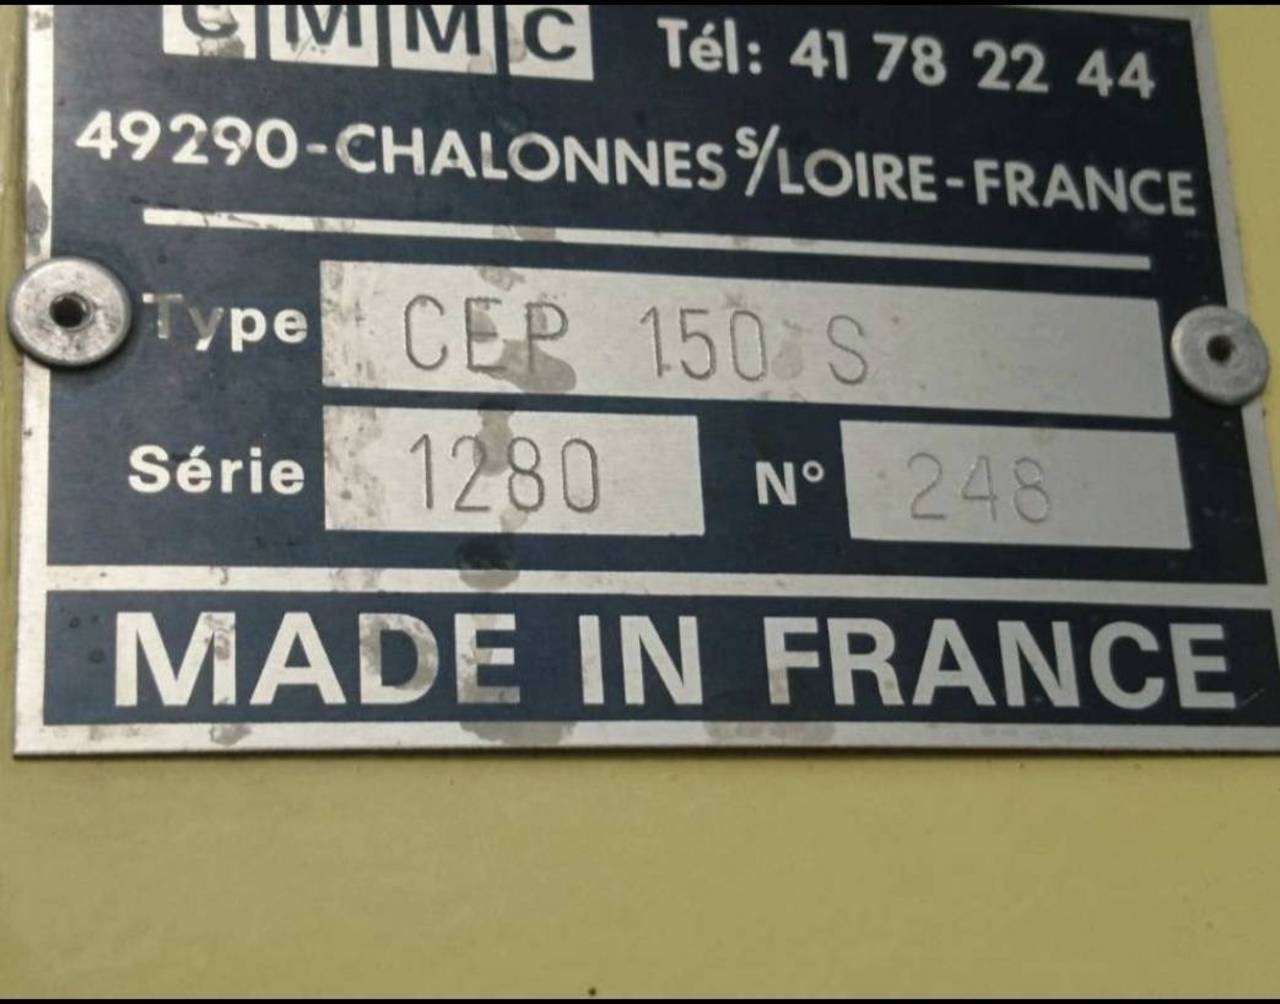 CMMC Tél: 41 78 22 44
49290-CHALONNES S/LOIRE-FRANCE
Type CEP 150 S
Série 1280 N° 248
MADE IN FRANCE